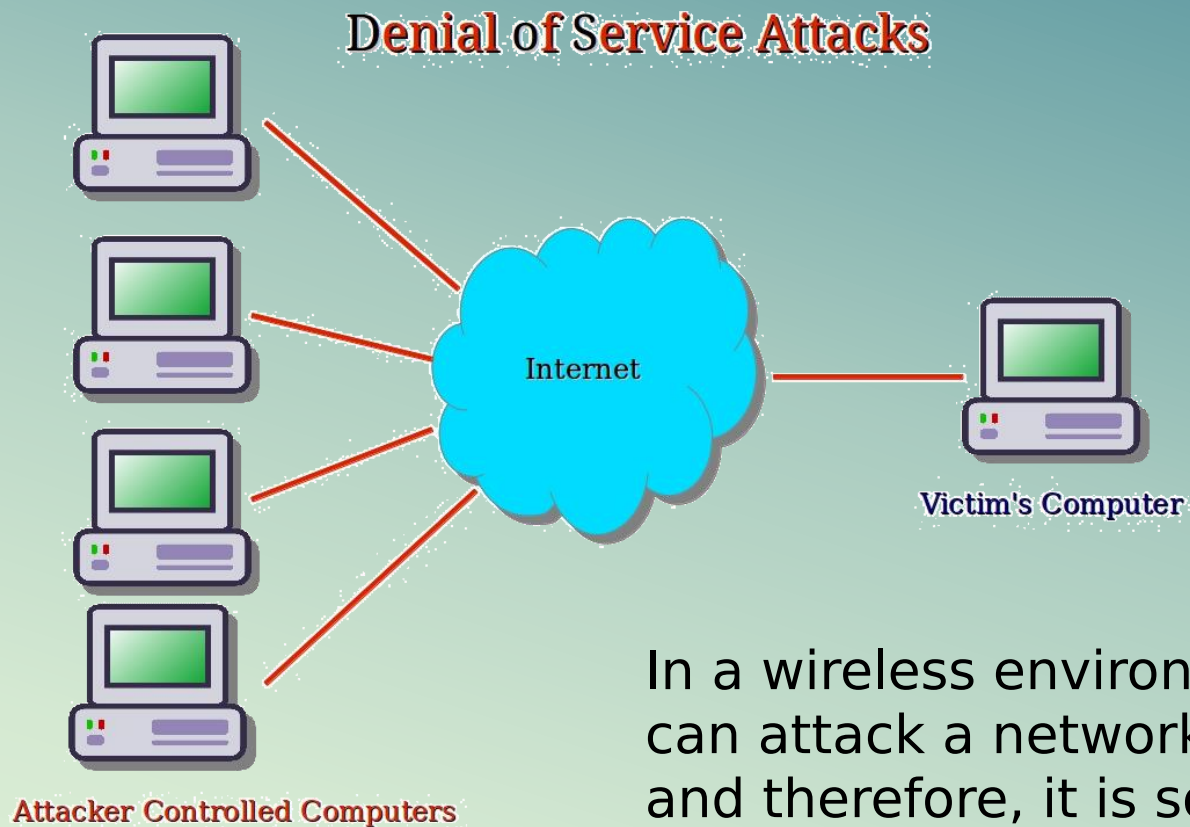 Denial of Service Attacks
Internet
Victim's Computer
In a wireless environ
can attack a network
and therefore, it is
Attacker Controlled Computers